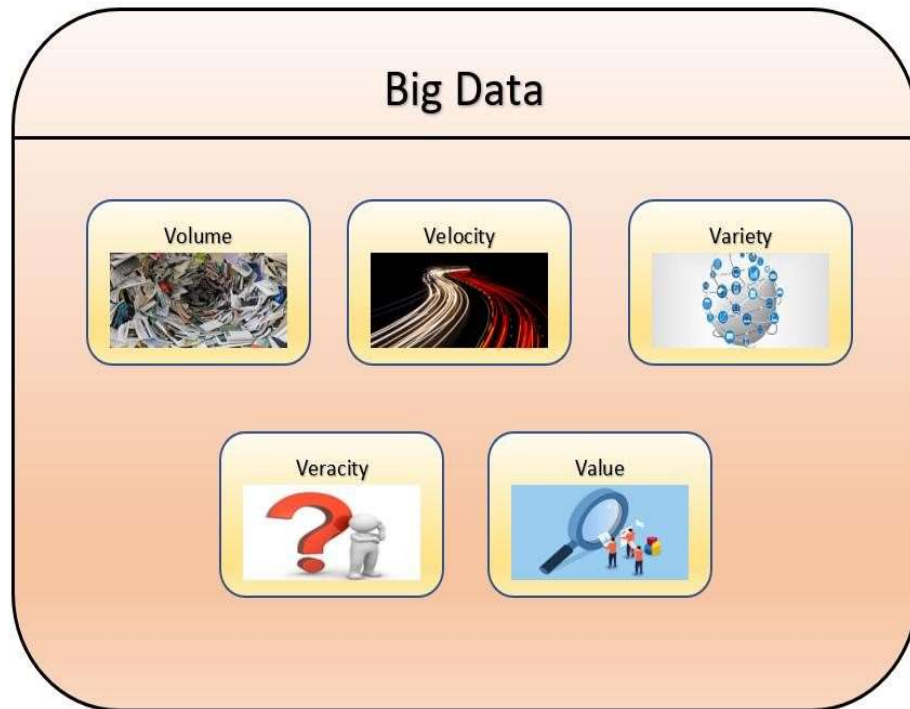 Big Data
Volume
Velocity
Variety
Veracity
Value